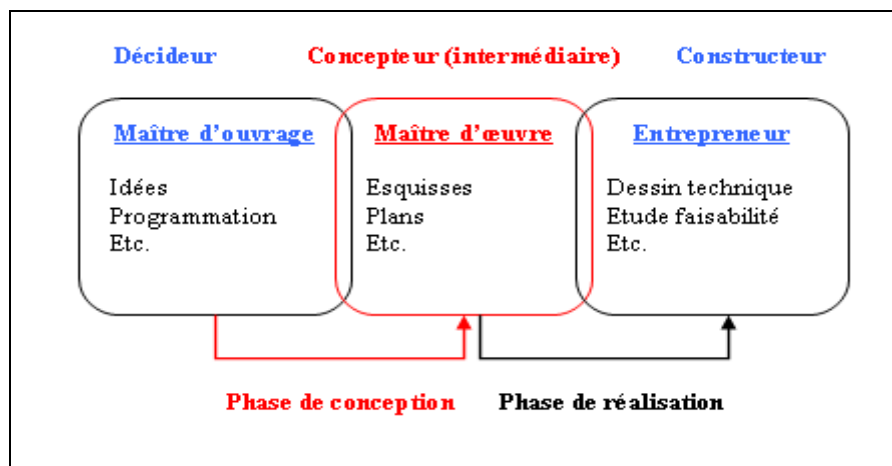 Décideur
Concepteur (intermédiaire)
Constructeur
Maître d'ouvrage
Idées
Programmation
Etc.
Maître d'œuvre
Esquisses
Plans
Etc.
Entrepreneur
Dessin technique
Etude faisabilité
Etc.
Phase de conception
Phase de réalisation